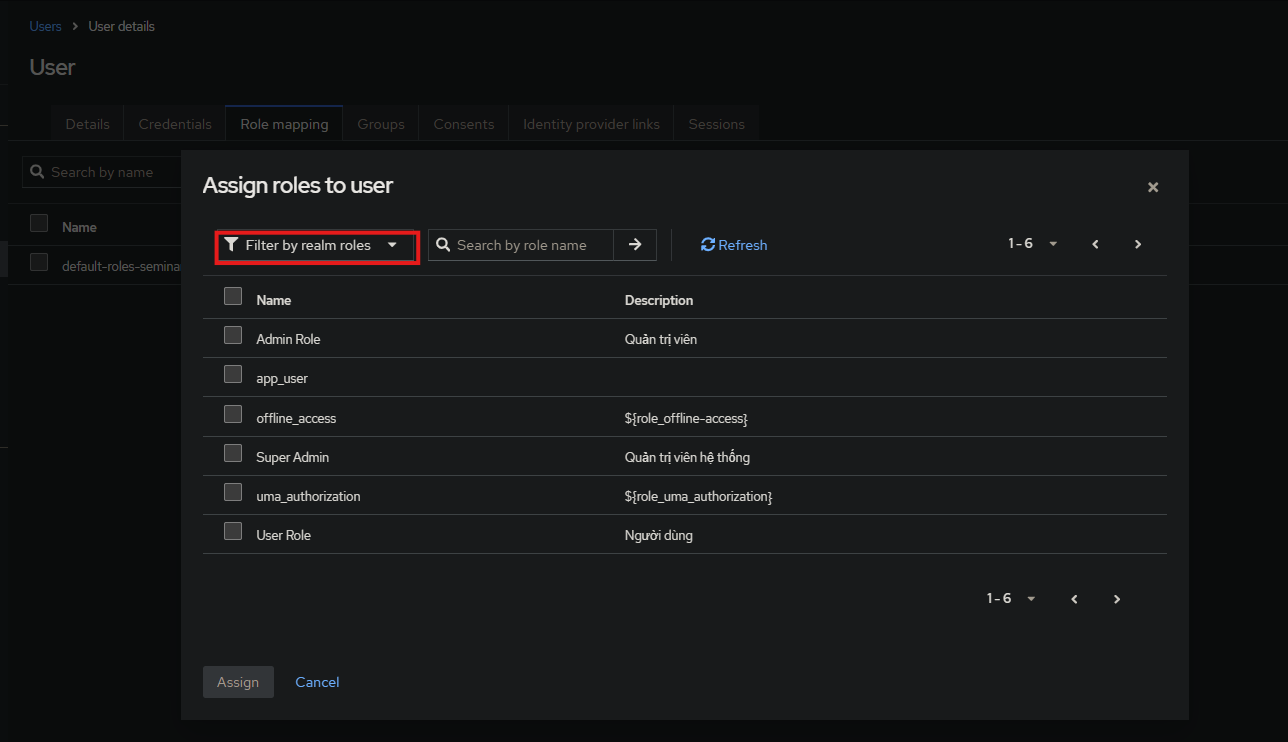 Users > User details
User
Details Credentials Role mapping Groups Consents Identity provider links Sessions
Search by name
Name
default-roles-semina
Assign roles to user
Filter by realm roles Search by role name Refresh 1 - 6
Name Description
Admin Role Quản trị viên
app_user
offline_access ${role_offline-access}
Super Admin Quản trị viên hệ thống
uma_authorization ${role_uma_authorization}
User Role Người dùng
1 - 6
Assign Cancel